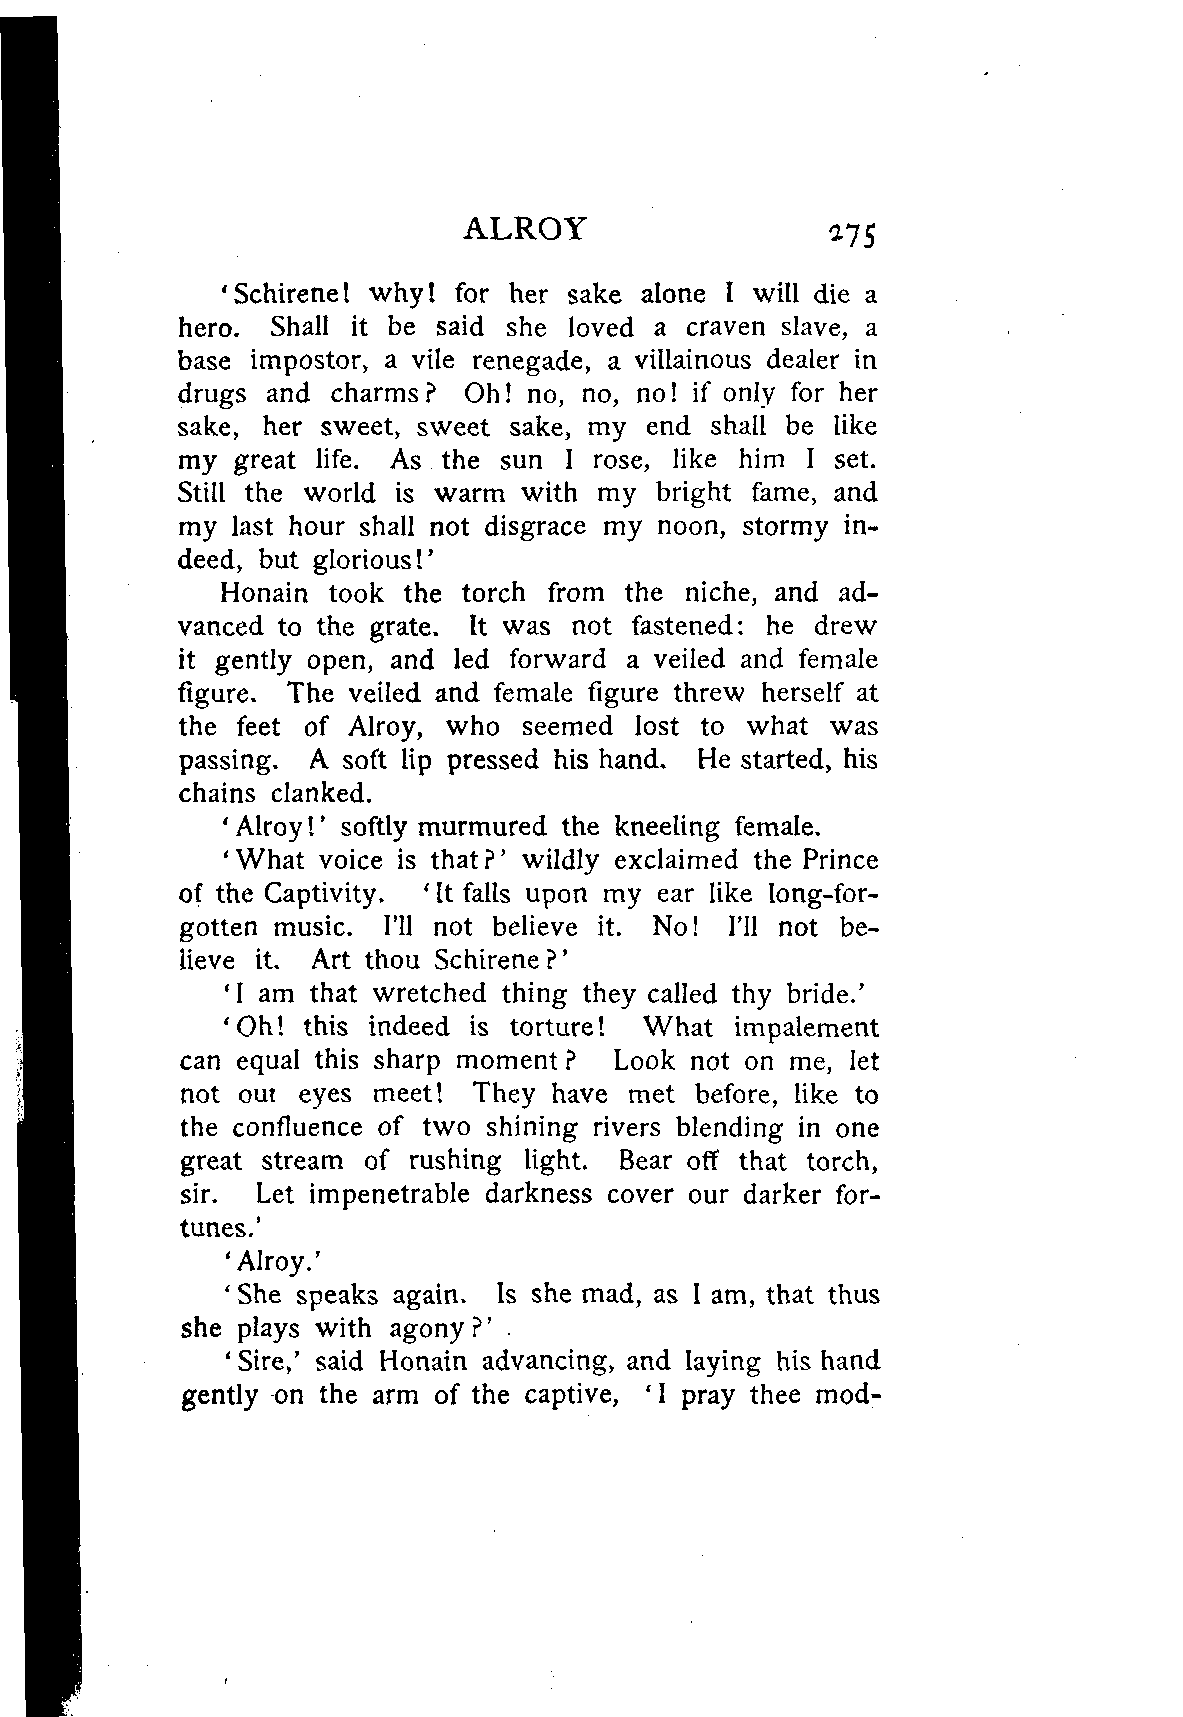 ALROY 275
‘Schirene! why! for her sake alone I will die a
hero. Shall it be said she loved a craven slave, a
base impostor, a vile renegade, a villainous dealer in
drugs and charms? Oh! no, no, no! if only for her
sake, her sweet, sweet sake, my end shall be like
my great life. As the sun I rose, like him I set.
Still the world is warm with my bright fame, and
my last hour shall not disgrace my noon, stormy in-
deed, but glorious!’
Honain took the torch from the niche, and ad-
vanced to the grate. It was not fastened: he drew
it gently open, and led forward a veiled and female
figure. The veiled and female figure threw herself at
the feet of Alroy, who seemed lost to what was
passing. A soft lip pressed his hand. He started, his
chains clanked.
‘Alroy!’ softly murmured the kneeling female.
‘What voice is that?’ wildly exclaimed the Prince
of the Captivity. ‘It falls upon my ear like long-for-
gotten music. I’ll not believe it. No! I’ll not be-
lieve it. Art thou Schirene?’
‘I am that wretched thing they called thy bride.’
‘Oh! this indeed is torture! What impalement
can equal this sharp moment? Look not on me, let
not our eyes meet! They have met before, like to
the confluence of two shining rivers blending in one
great stream of rushing light. Bear off that torch,
sir. Let impenetrable darkness cover our darker for-
tunes.’
‘Alroy.’
‘She speaks again. Is she mad, as I am, that thus
she plays with agony?’
‘Sire,’ said Honain advancing, and laying his hand
gently on the arm of the captive, ‘I pray thee mod-